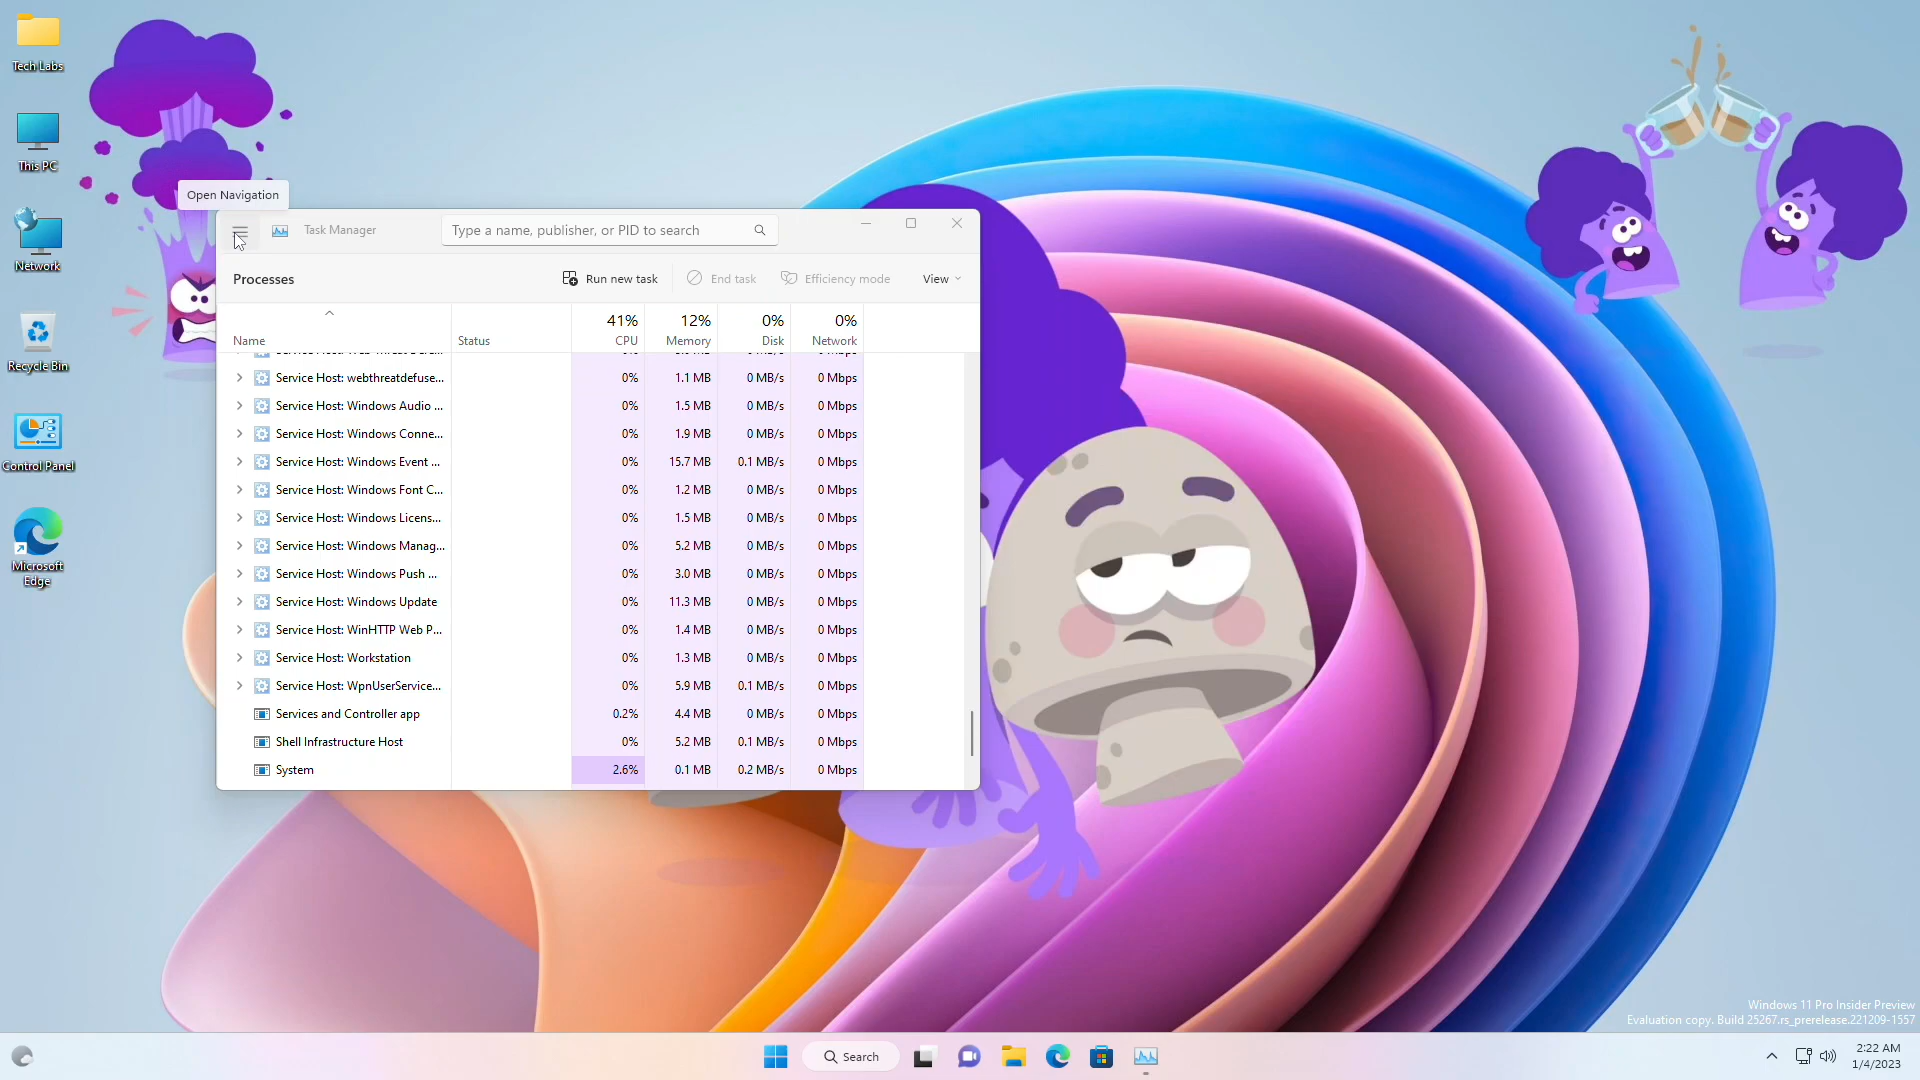 Tech Labs
This PC
Network
Recycle Bin
Control Panel
Microsoft
Edge
Open Navigation
Task Manager
Type a name, publisher, or PID to search
Processes
Run new task
End task
Efficiency mode
View
41% 12% 0% 0%
Name Status CPU Memory Disk Network
Service Host: webthreatdefuse... 0% 1.1 MB 0 MB/s 0 Mbps
Service Host: Windows Audio ... 0% 1.5 MB 0 MB/s 0 Mbps
Service Host: Windows Conne... 0% 1.9 MB 0 MB/s 0 Mbps
Service Host: Windows Event ... 0% 15.7 MB 0.1 MB/s 0 Mbps
Service Host: Windows Font C... 0% 1.2 MB 0 MB/s 0 Mbps
Service Host: Windows Licens... 0% 1.5 MB 0 MB/s 0 Mbps
Service Host: Windows Manag... 0% 5.2 MB 0 MB/s 0 Mbps
Service Host: Windows Push ... 0% 3.0 MB 0 MB/s 0 Mbps
Service Host: Windows Update 0% 11.3 MB 0 MB/s 0 Mbps
Service Host: WinHTTP Web P... 0% 1.4 MB 0 MB/s 0 Mbps
Service Host: Workstation 0% 1.3 MB 0 MB/s 0 Mbps
Service Host: WpnUserService... 0% 5.9 MB 0.1 MB/s 0 Mbps
Services and Controller app 0.2% 4.4 MB 0 MB/s 0 Mbps
Shell Infrastructure Host 0% 5.2 MB 0.1 MB/s 0 Mbps
System 2.6% 0.1 MB 0.2 MB/s 0 Mbps
Windows 11 Pro Insider Preview
Evaluation copy. Build 25267.rs_prerelease.221209-1557
Search
2:22 AM
1/4/2023